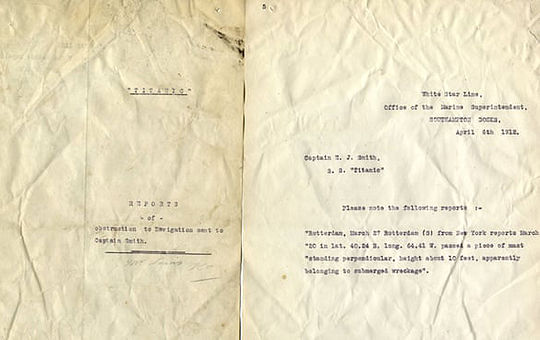 "TITANIC"
REPORTS
- of -
obstruction to Navigation sent to
Captain Smith.
White Star Line,
Office of the Marine Superintendent,
SOUTHAMPTON DOCKS,
April 6th 1912.
Captain E. J. Smith,
S. S. "Titanic"
Please note the following reports :-
"Rotterdam, March 27 Rotterdam (S) from New York reports March
"20 in lat. 40.24 N. long. 64.41 W. passed a piece of mast
"standing perpendicular, height about 10 feet, apparently
belonging to submerged wreckage".